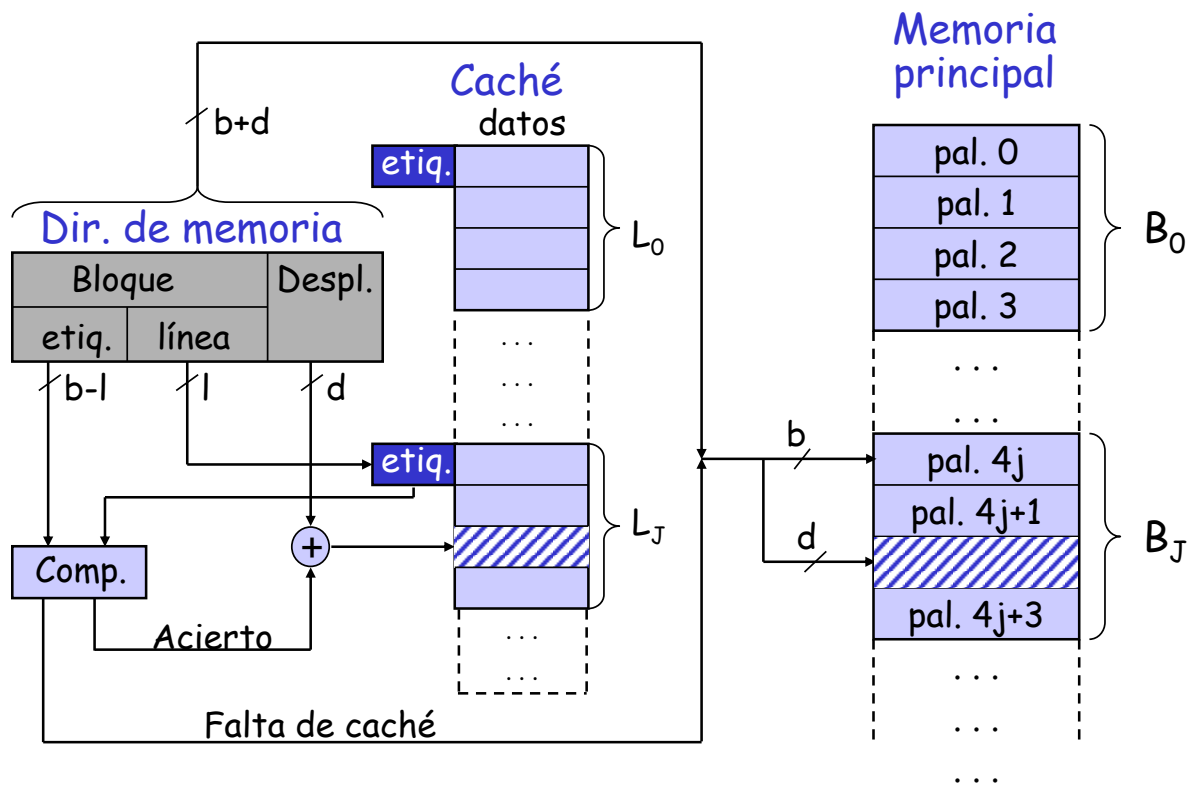 Memoria
principal
Caché
datos
b+d
etiq.
pal. 0
pal. 1
pal. 2
pal. 3
B0
L0
Dir. de memoria
Bloque
Despl.
etiq.
línea
b-l
l
d
. . .
. . .
. . .
. . .
. . .
etiq.
b
d
pal. 4j
pal. 4j+1
pal. 4j+3
BJ
LJ
+
Comp.
Acierto
. . .
. . .
Falta de caché
. . .
. . .
. . .